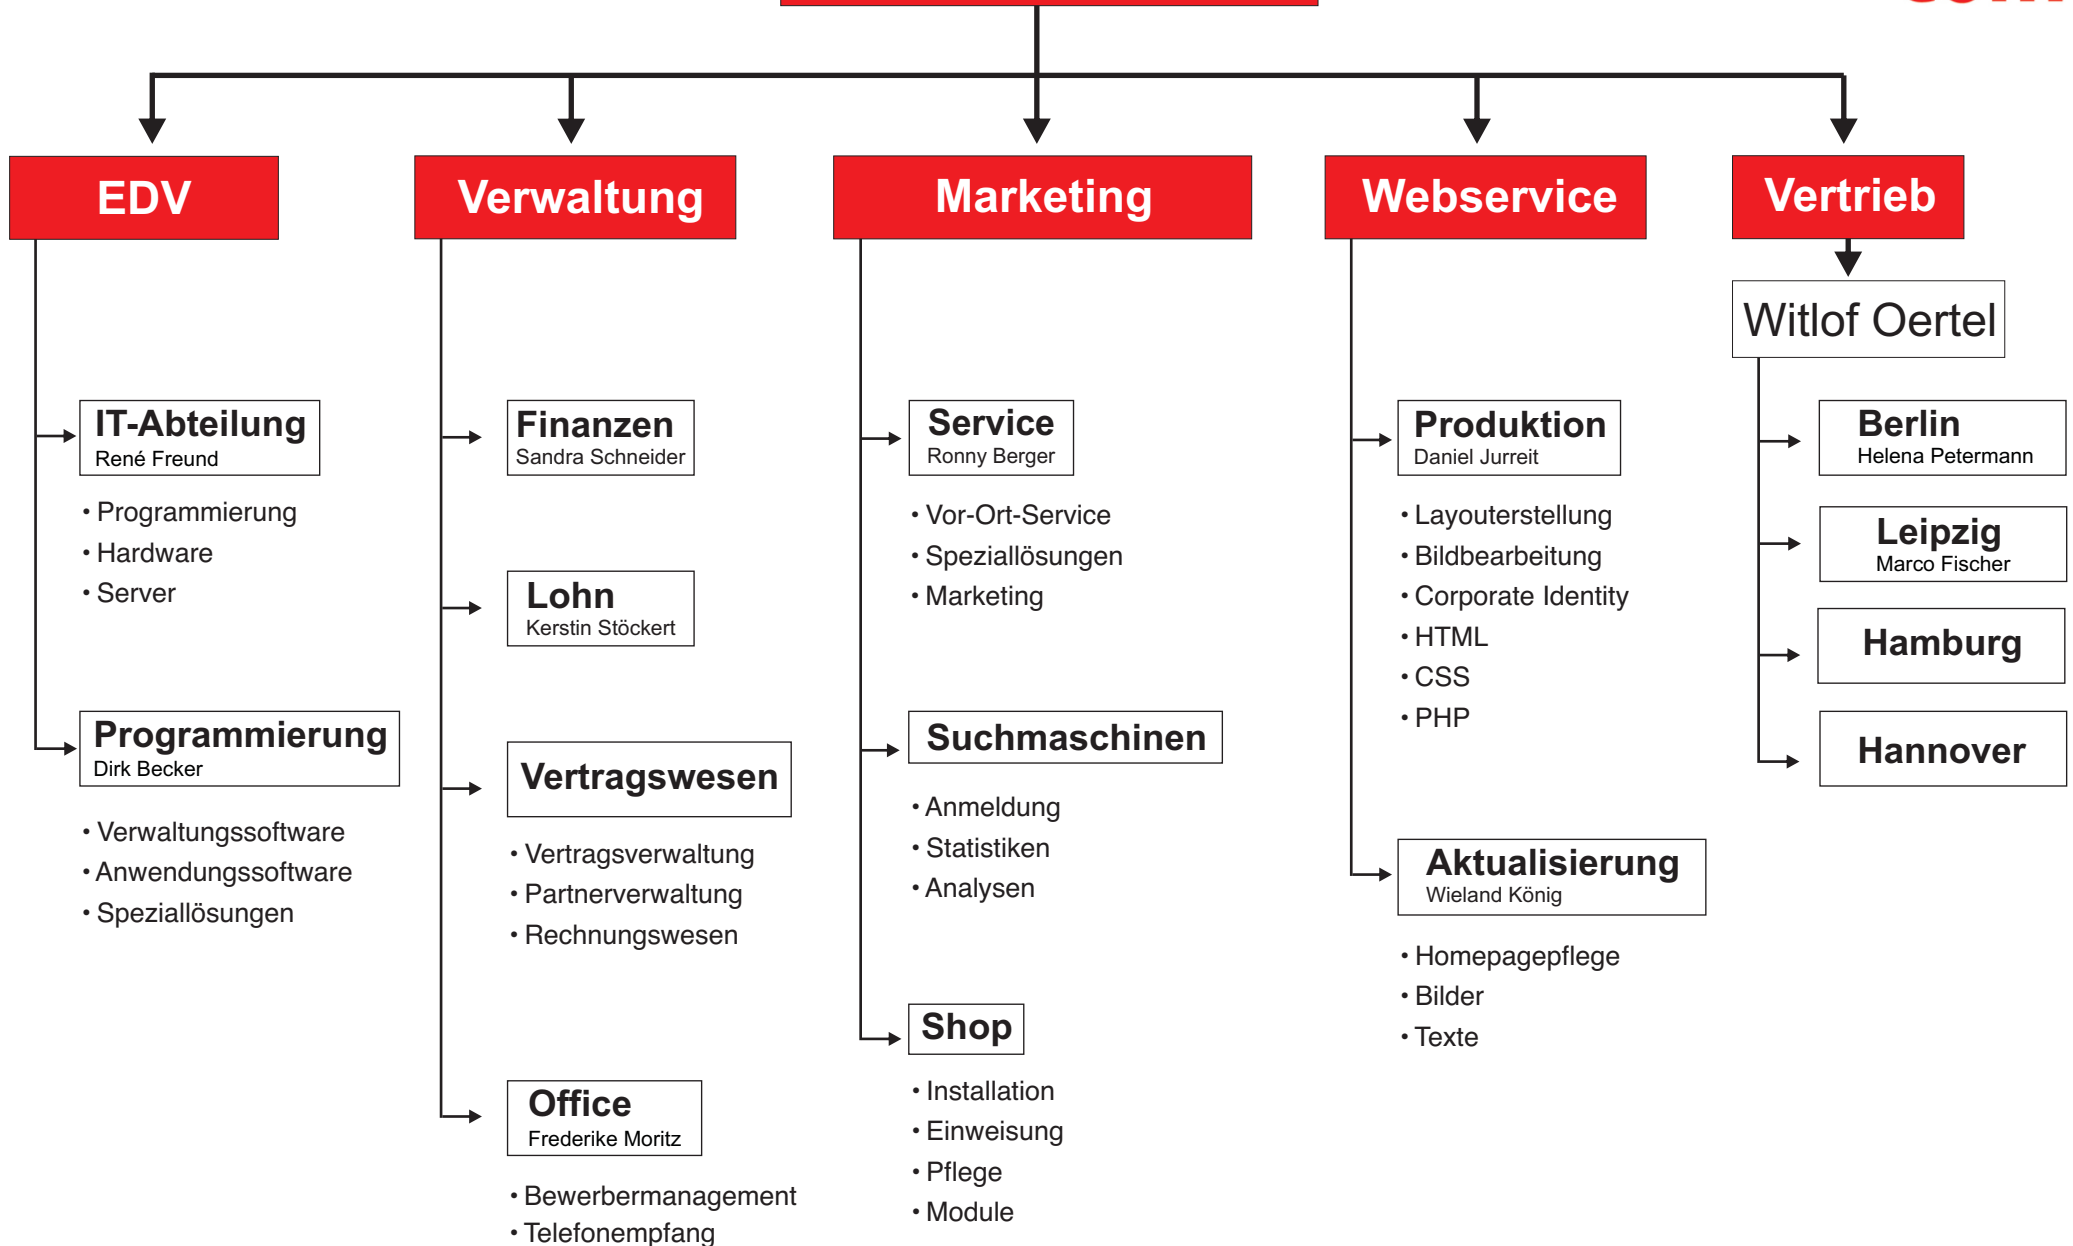 EDV
IT-Abteilung
René Freund
• Programmierung
• Hardware
• Server
Programmierung
Dirk Becker
• Verwaltungssoftware
• Anwendungssoftware
• Speziallösungen
Verwaltung
Finanzen
Sandra Schneider
Lohn
Kerstin Stöckert
Vertragswesen
• Vertragsverwaltung
• Partnerverwaltung
• Rechnungswesen
Office
Frederike Moritz
• Bewerbermanagement
• Telefonempfang
Marketing
Service
Ronny Berger
• Vor-Ort-Service
• Speziallösungen
• Marketing
Suchmaschinen
• Anmeldung
• Statistiken
• Analysen
Shop
• Installation
• Einweisung
• Pflege
• Module
Webservice
Produktion
Daniel Jurreit
• Layouterstellung
• Bildbearbeitung
• Corporate Identity
• HTML
• CSS
• PHP
Aktualisierung
Wieland König
• Homepagepflege
• Bilder
• Texte
Vertrieb
Witlof Oertel
Berlin
Helena Petermann
Leipzig
Marco Fischer
Hamburg
Hannover